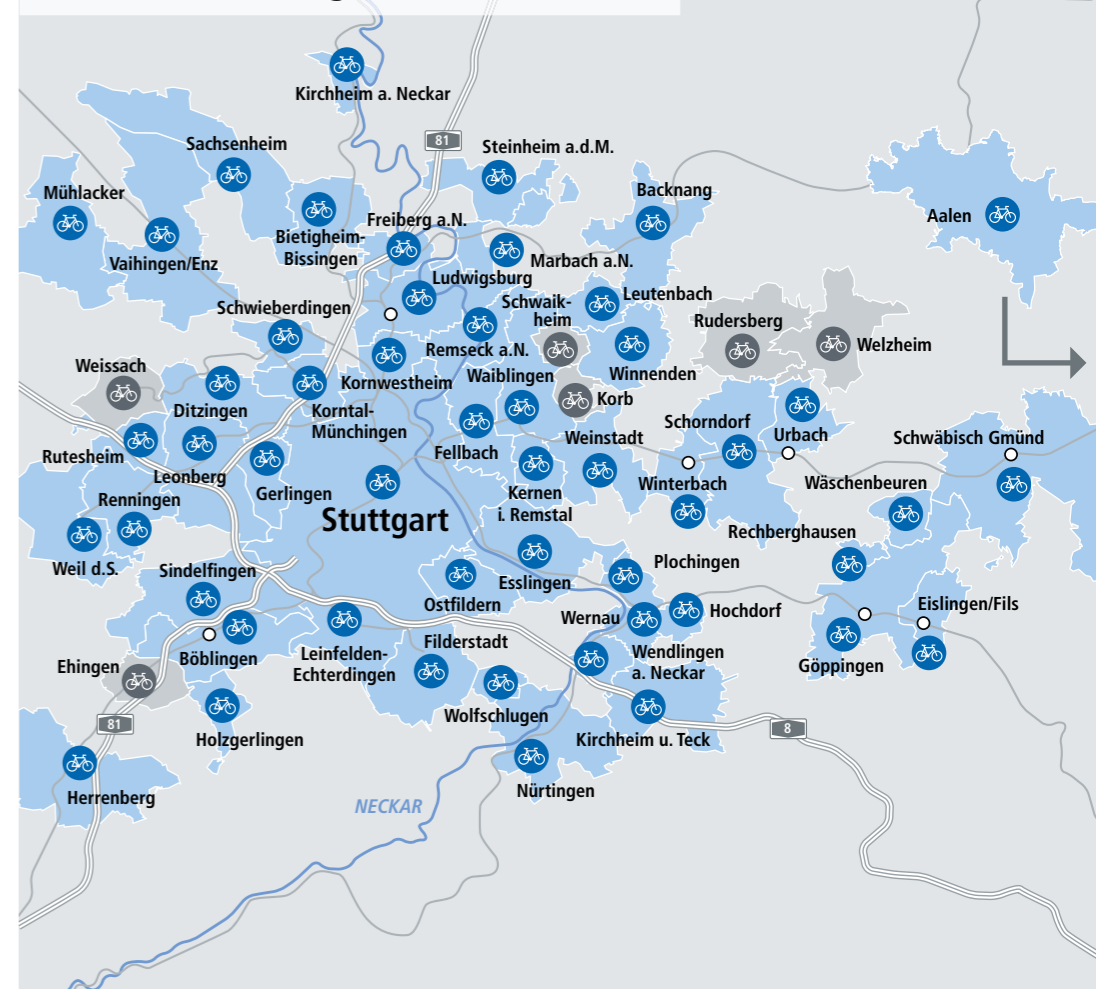 Kirchheim a. Neckar
81
Sachsenheim
Steinheim a.d.M.
Mühlacker
Backnang
Aalen
Freiberg a.N.
Bietigheim-
Bissingen
Vaihingen/Enz
Marbach a.N.
Ludwigsburg
Schwieberdingen
Schwaik-
heim
Leutenbach
Rudersberg
Welzheim
Remseck a.N.
Weissach
Kornwestheim
Waiblingen
Winnenden
Korb
Ditzingen
Korntal-
Münchingen
Schorndorf
Urbach
Schwäbisch Gmünd
Rutesheim
Leonberg
Fellbach
Weinstadt
Gerlingen
Kernen
i. Remstal
Winterbach
Wäschenbeuren
Renningen
Stuttgart
Rechberghausen
Weil d.S.
Sindelfingen
Esslingen
Plochingen
Ostfildern
Wernau
Hochdorf
Eislingen/Fils
Ehingen
Böblingen
Leinfelden-
Echterdingen
Filderstadt
Wendlingen
a. Neckar
Göppingen
Wolfschlugen
81
Holzgerlingen
Kirchheim u. Teck
8
Herrenberg
Nürtingen
NECKAR